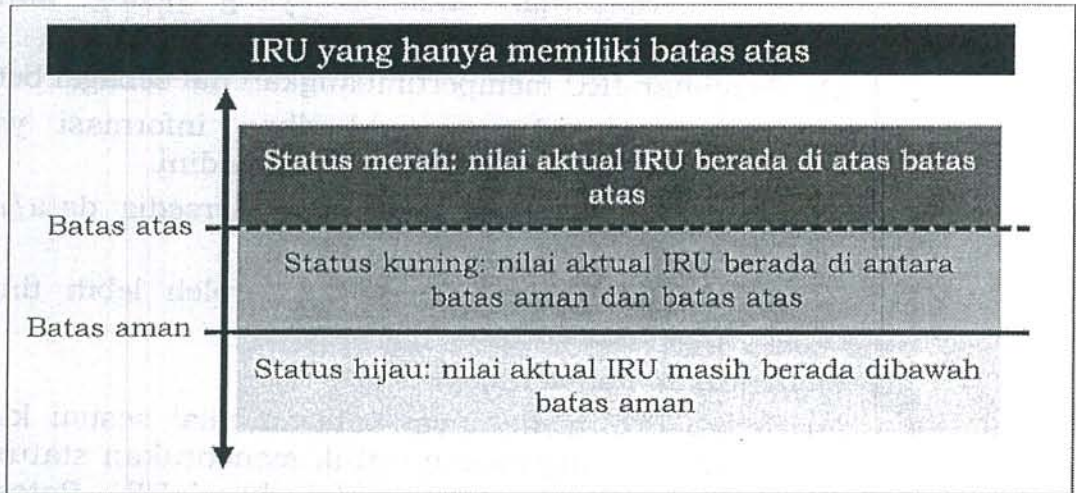 IRU yang hanya memiliki batas atas
Status merah: nilai aktual IRU berada di atas batas
atas
Batas atas
Status kuning: nilai aktual IRU berada di antara
batas aman dan batas atas
Batas aman
Status hijau: nilai aktual IRU masih berada dibawah
batas aman